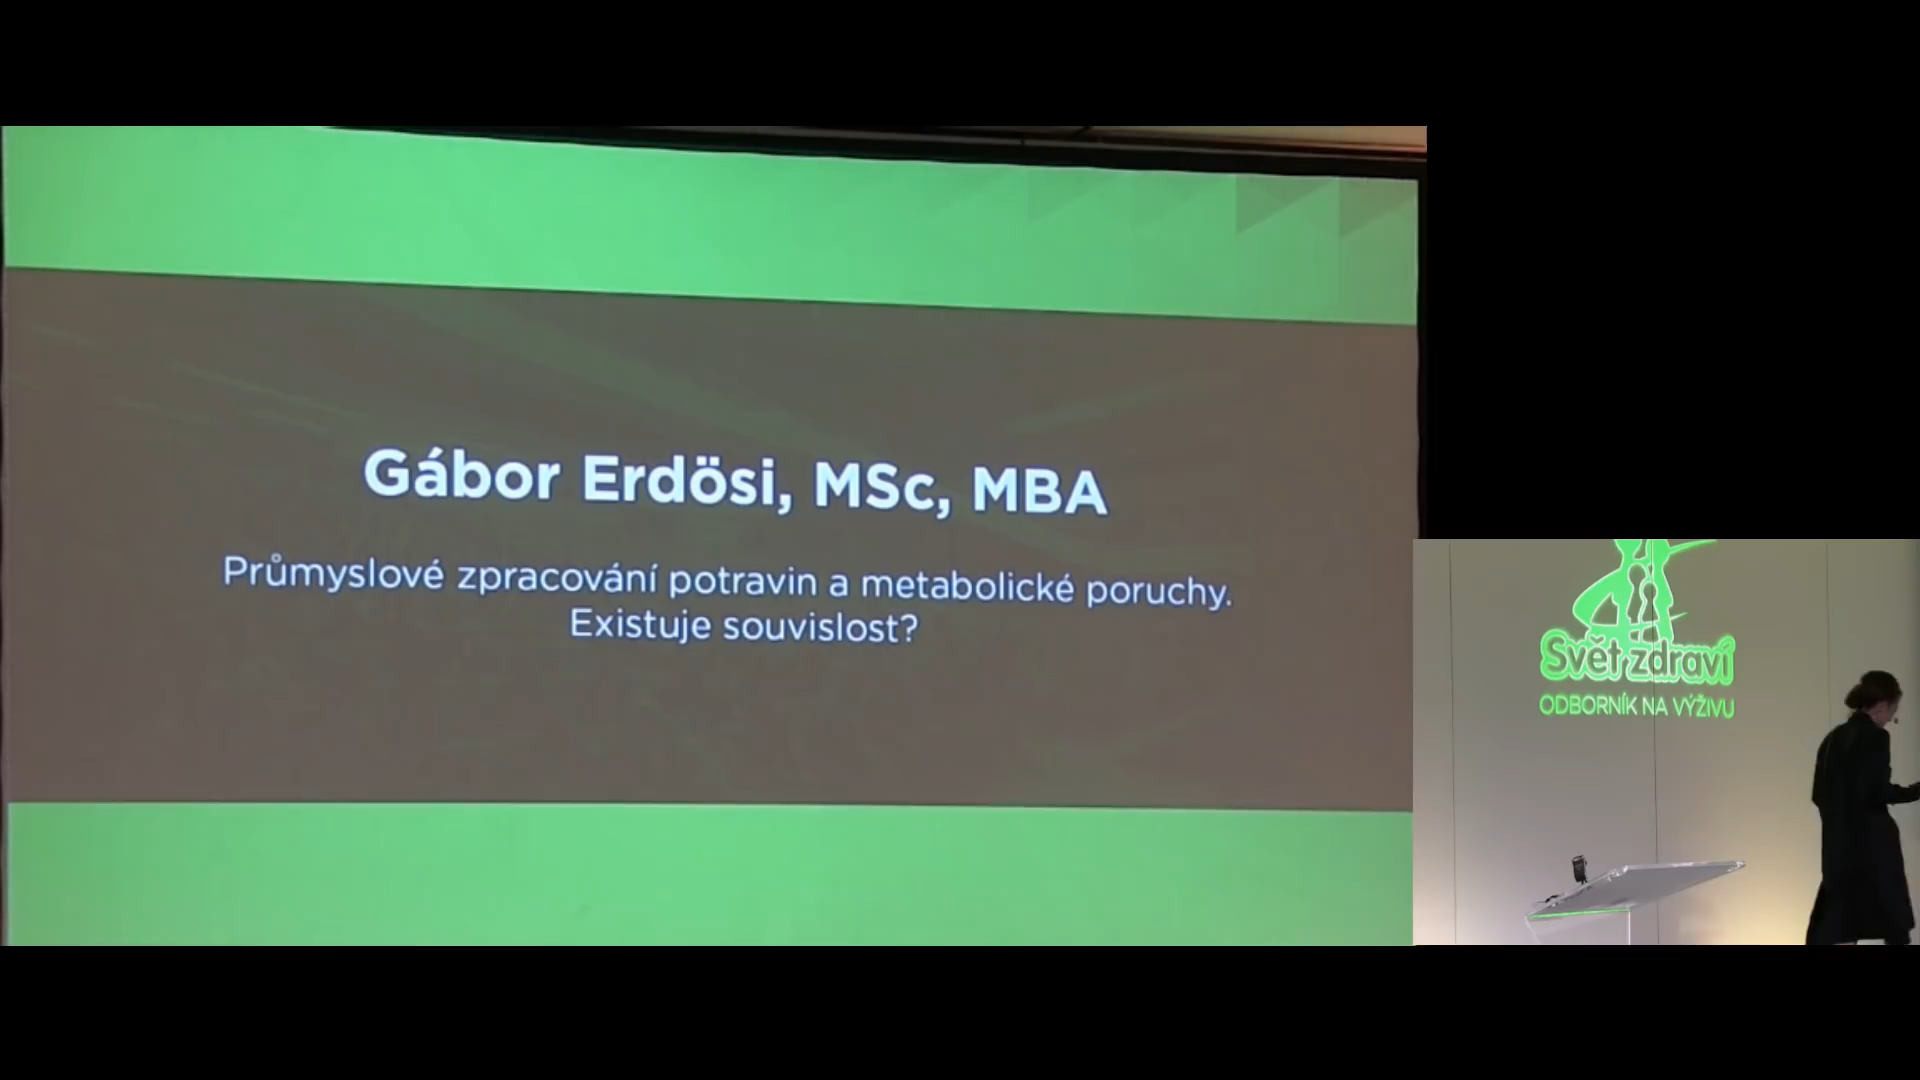 Gábor Erdösi, MSc, MBA
Průmyslové zpracování potravin a metabolické poruchy.
Existuje souvislost?
Svět zdraví
ODBORNÍK NA VÝŽIVU